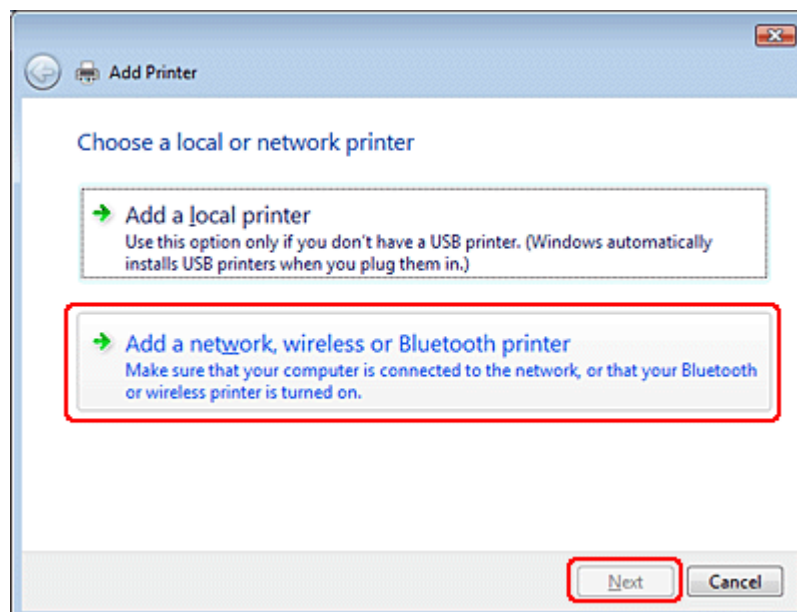 Add Printer
Choose a local or network printer
Add a local printer
Use this option only if you don't have a USB printer. (Windows automatically
installs USB printers when you plug them in.)
Add a network, wireless or Bluetooth printer
Make sure that your computer is connected to the network, or that your Bluetooth
or wireless printer is turned on.
Next
Cancel